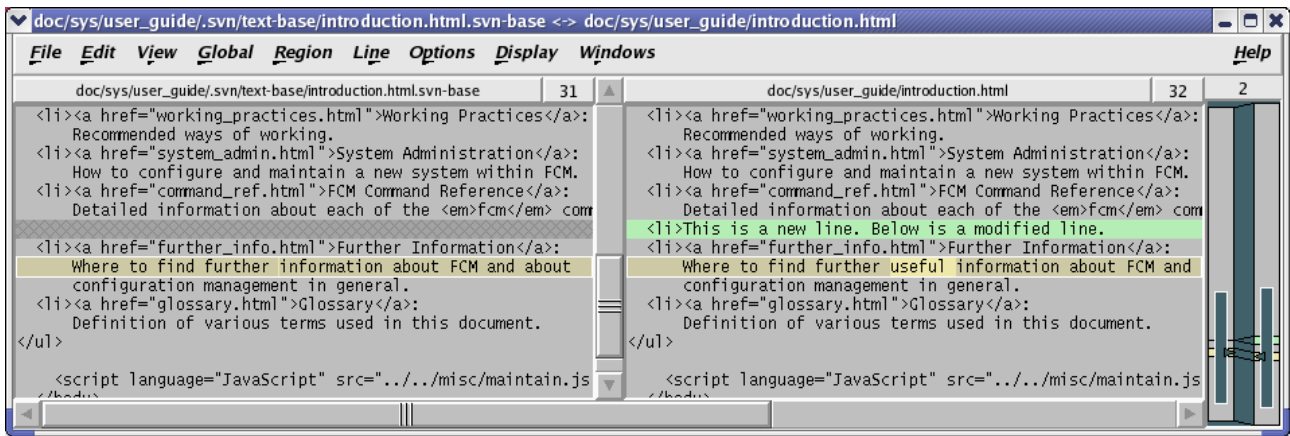 doc/sys/user_guide/.svn/text-base/introduction.html.svn-base <-> doc/sys/user_guide/introduction.html
File Edit View Global Region Line Options Display Windows Help
doc/sys/user_guide/.svn/text-base/introduction.html.svn-base 31
<li><a href="working_practices.html">Working Practices</a>:
Recommended ways of working.
<li><a href="system_admin.html">System Administration</a>:
How to configure and maintain a new system within FCM.
<li><a href="command_ref.html">FCM Command Reference</a>:
Detailed information about each of the <em>fcm</em> com
<li><a href="further_info.html">Further Information</a>:
Where to find further information about FCM and about
configuration management in general.
<li><a href="glossary.html">Glossary</a>:
Definition of various terms used in this document.
</ul>
<script language="JavaScript" src="../../misc/maintain.js
</body>
doc/sys/user_guide/introduction.html 32
<li><a href="working_practices.html">Working Practices</a>:
Recommended ways of working.
<li><a href="system_admin.html">System Administration</a>:
How to configure and maintain a new system within FCM.
<li><a href="command_ref.html">FCM Command Reference</a>:
Detailed information about each of the <em>fcm</em> com
<li>This is a new line. Below is a modified line.
<li><a href="further_info.html">Further Information</a>:
Where to find further useful information about FCM and
configuration management in general.
<li><a href="glossary.html">Glossary</a>:
Definition of various terms used in this document.
</ul>
<script language="JavaScript" src="../../misc/maintain.js
</body>
2